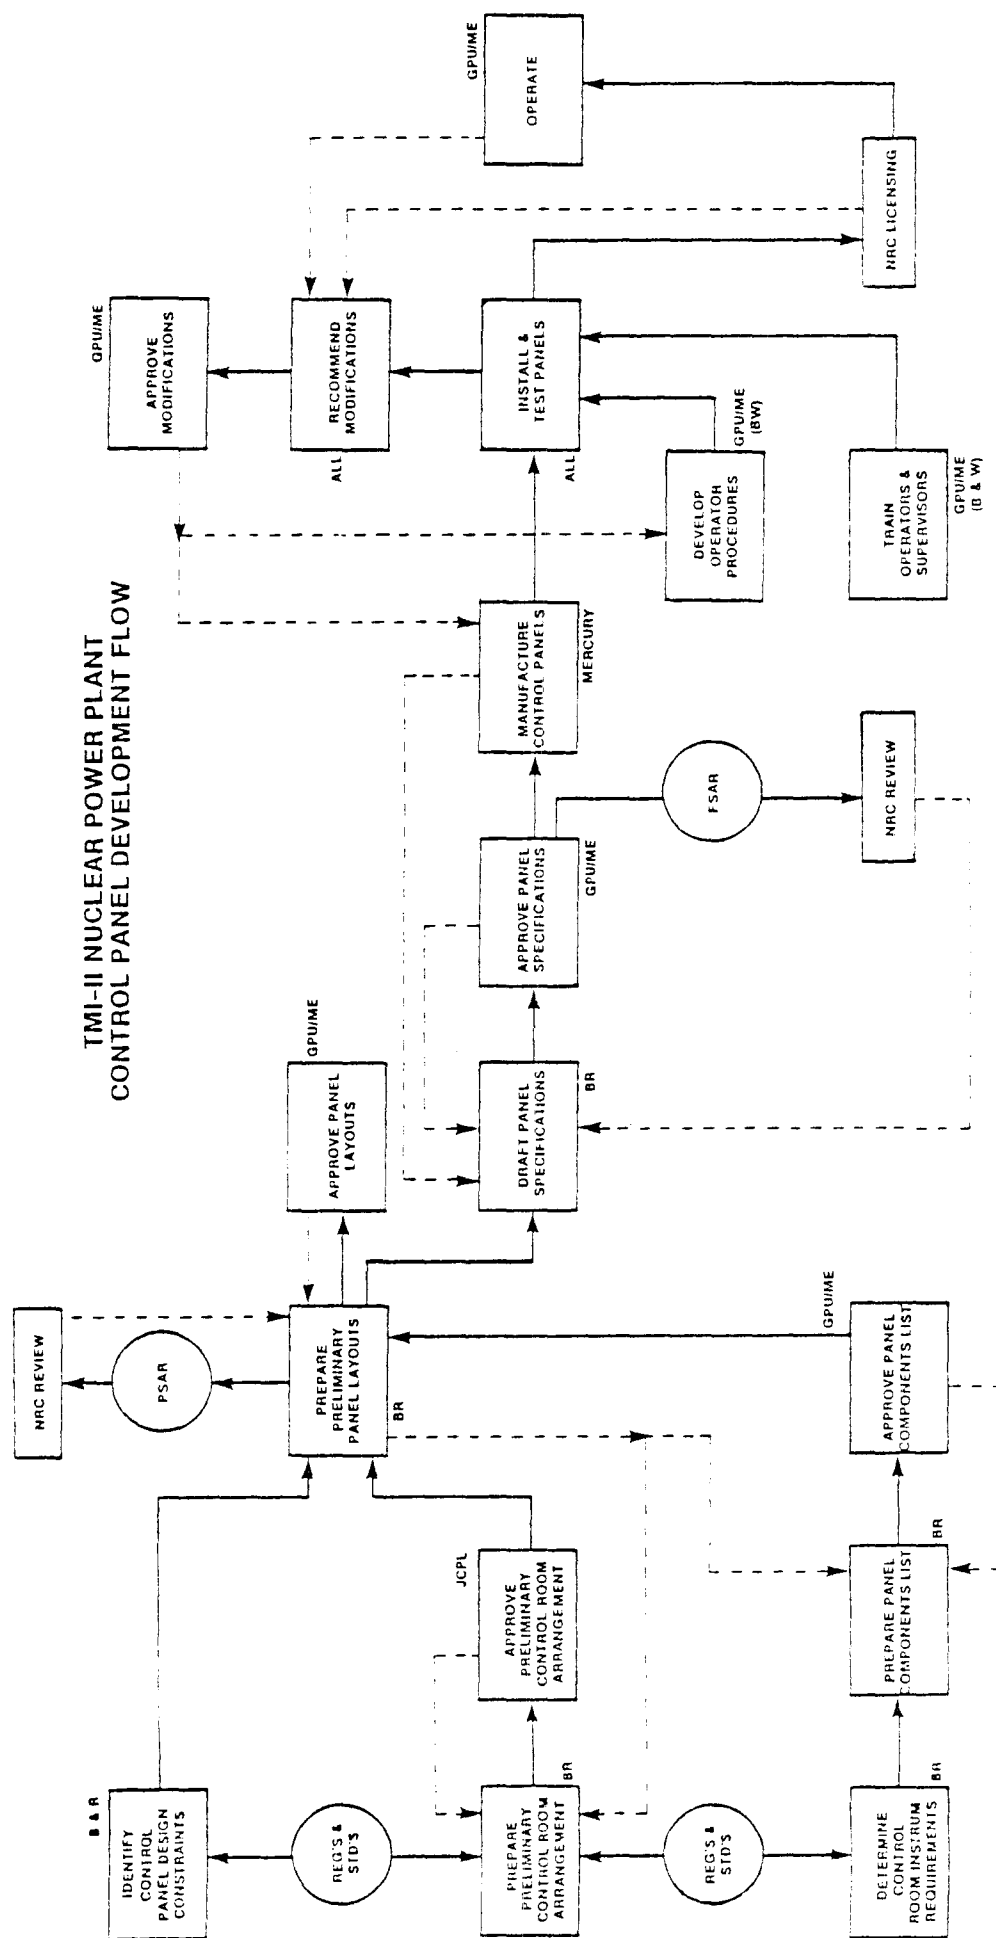 TMI-II NUCLEAR POWER PLANT
CONTROL PANEL DEVELOPMENT FLOW
B & R
IDENTIFY
CONTROL
PANEL DESIGN
CONSTRAINTS
REG'S &
STD'S
PREPARE
PRELIMINARY
CONTROL ROOM
ARRANGEMENT
BR
REG'S &
STD'S
DETERMINE
CONTROL
ROOM INSTRUM
REQUIREMENTS
BR
JCPL
APPROVE
PRELIMINARY
CONTROL ROOM
ARRANGEMENT
PREPARE PANEL
COMPONENTS LIST
BR
NRC REVIEW
PSAR
PREPARE
PRELIMINARY
PANEL LAYOUTS
BR
GPU/ME
APPROVE PANEL
COMPONENTS LIST
GPU/ME
APPROVE PANEL
LAYOUTS
DRAFT PANEL
SPECIFICATIONS
BR
APPROVE PANEL
SPECIFICATIONS
GPU/ME
FSAR
NRC REVIEW
MANUFACTURE
CONTROL PANELS
MERCURY
GPU/ME
APPROVE
MODIFICATIONS
RECOMMEND
MODIFICATIONS
ALL
INSTALL &
TEST PANELS
ALL
DEVELOP
OPERATOR
PROCEDURES
GPU/ME
(BW)
TRAIN
OPERATORS &
SUPERVISORS
GPU/ME
(B & W)
GPU/ME
OPERATE
NRC LICENSING